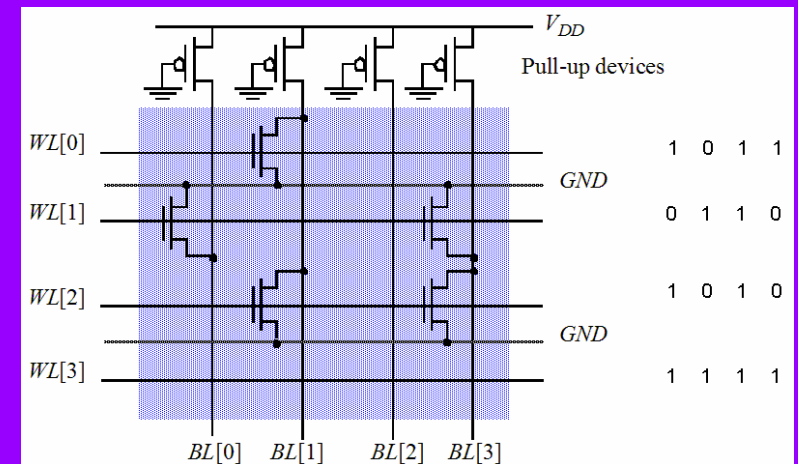 V_DD
Pull-up devices
WL[0] 1 0 1 1
GND
WL[1] 0 1 1 0
WL[2] 1 0 1 0
GND
WL[3] 1 1 1 1
BL[0] BL[1] BL[2] BL[3]